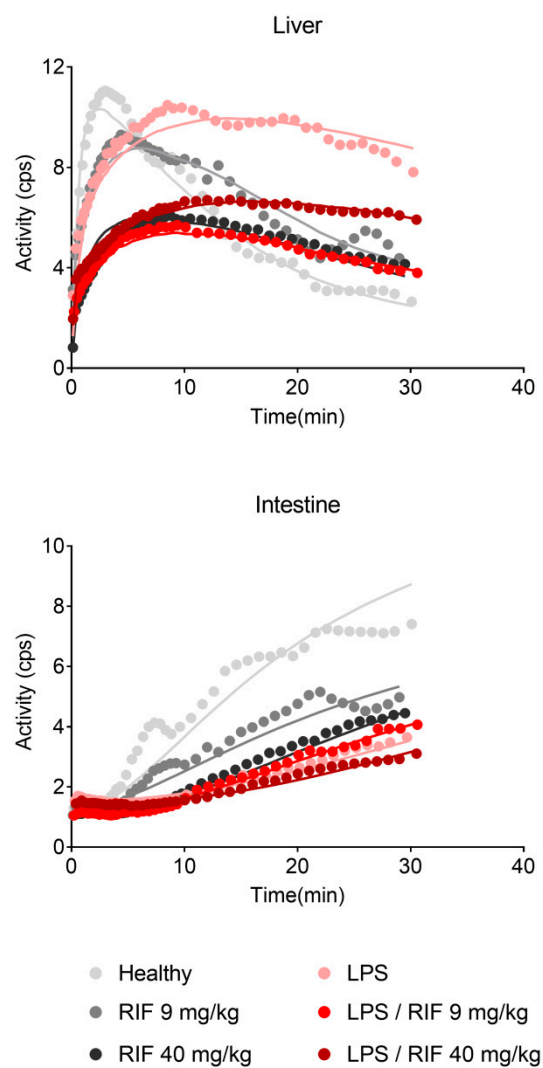 Liver
12
8
4
0
Activity (cps)
0 10 20 30 40
Time(min)
Intestine
10
8
6
4
2
0
Activity (cps)
0 10 20 30 40
Time(min)
Healthy LPS
RIF 9 mg/kg LPS / RIF 9 mg/kg
RIF 40 mg/kg LPS / RIF 40 mg/kg